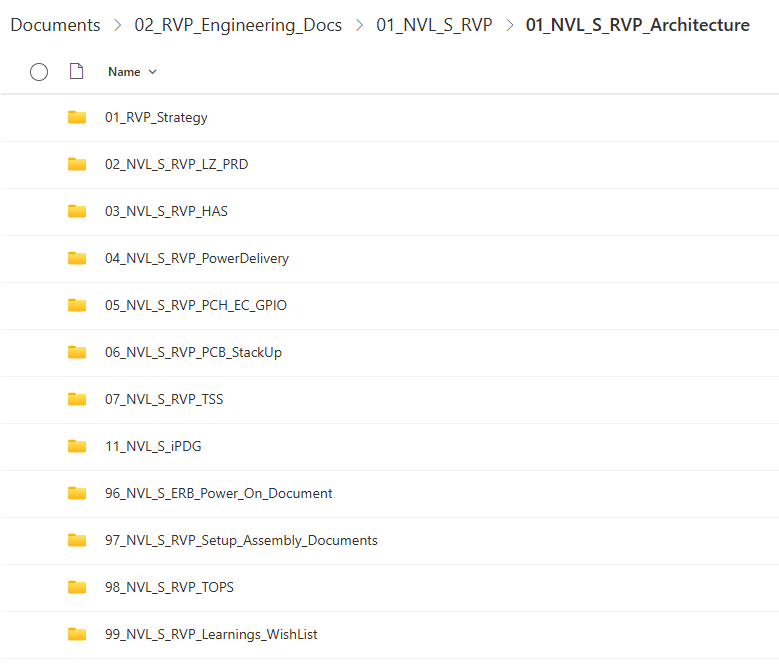 Documents > 02_RVP_Engineering_Docs > 01_NVL_S_RVP > 01_NVL_S_RVP_Architecture
Name
01_RVP_Strategy
02_NVL_S_RVP_LZ_PRD
03_NVL_S_RVP_HAS
04_NVL_S_RVP_PowerDelivery
05_NVL_S_RVP_PCH_EC_GPIO
06_NVL_S_RVP_PCB_StackUp
07_NVL_S_RVP_TSS
11_NVL_S_iPDG
96_NVL_S_ERB_Power_On_Document
97_NVL_S_RVP_Setup_Assembly_Documents
98_NVL_S_RVP_TOPS
99_NVL_S_RVP_Learnings_WishList